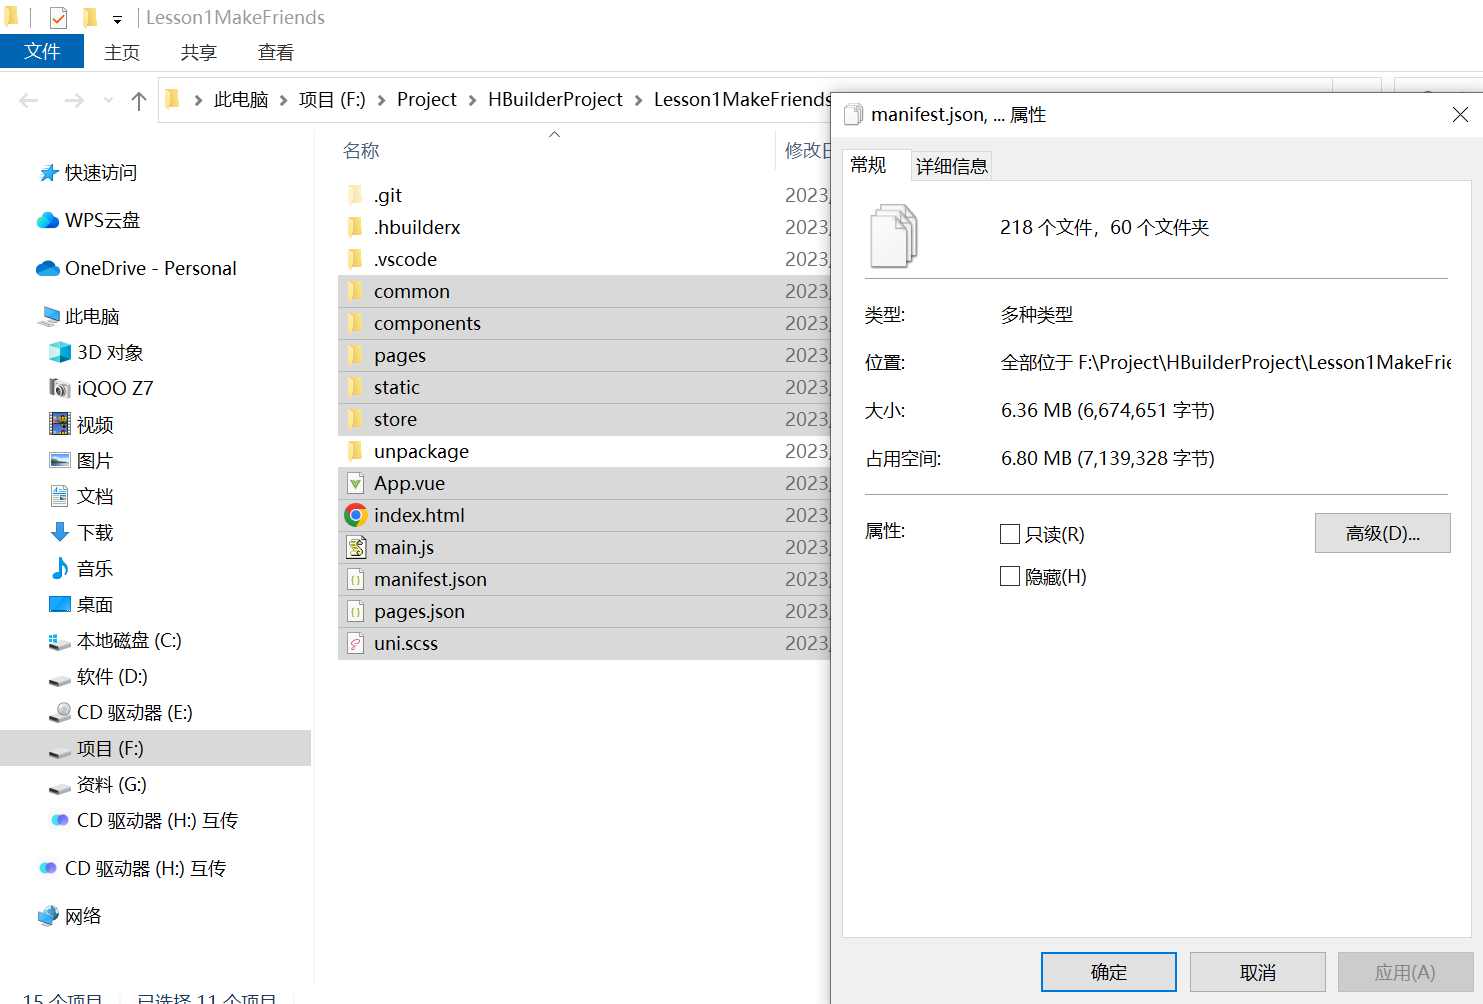 Lesson1MakeFriends
文件 主页 共享 查看
此电脑 项目 (F:) Project HBuilderProject Lesson1MakeFriends
名称
修改日
快速访问
WPS云盘
OneDrive - Personal
此电脑
3D 对象
iQOO Z7
视频
图片
文档
下载
音乐
桌面
本地磁盘 (C:)
软件 (D:)
CD 驱动器 (E:)
项目 (F:)
资料 (G:)
CD 驱动器 (H:) 互传
CD 驱动器 (H:) 互传
网络
.git 2023/
.hbuilderx 2023/
.vscode 2023/
common 2023/
components 2023/
pages 2023/
static 2023/
store 2023/
unpackage 2023/
App.vue 2023/
index.html 2023/
main.js 2023/
manifest.json 2023/
pages.json 2023/
uni.scss 2023/
15 个项目 已选择 11 个项目
manifest.json, ... 属性
常规 详细信息
218 个文件，60 个文件夹
类型: 多种类型
位置: 全部位于 F:\Project\HBuilderProject\Lesson1MakeFrie
大小: 6.36 MB (6,674,651 字节)
占用空间: 6.80 MB (7,139,328 字节)
属性: 只读(R) 高级(D)...
隐藏(H)
确定 取消 应用(A)